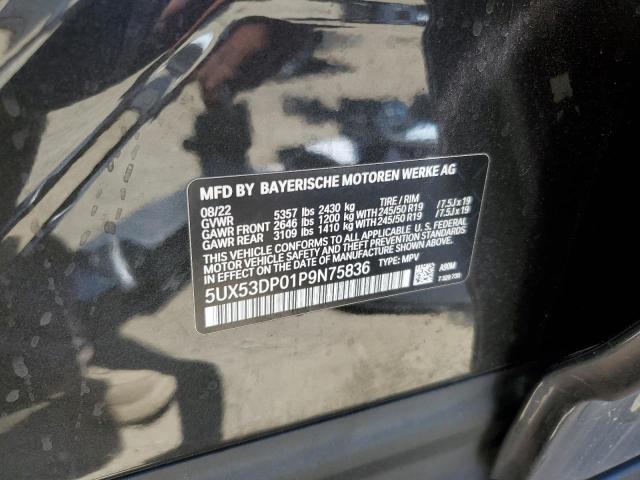 MFD BY BAYERISCHE MOTOREN WERKE AG
08/22 TIRE / RIM
GVWR 5357 lbs 2430 kg
GAWR FRONT 2646 lbs 1200 kg WITH 245/50 R19 /7.5Jx19
GAWR REAR 3109 lbs 1410 kg WITH 245/50 R19 /7.5Jx19
THIS VEHICLE CONFORMS TO ALL APPLICABLE U.S. FEDERAL
MOTOR VEHICLE SAFETY, AND THEFT PREVENTION STANDARDS
IN EFFECT ON THE DATE OF MANUFACTURE SHOWN ABOVE.
5UX53DP01P9N75836 TYPE: MPV
A90M